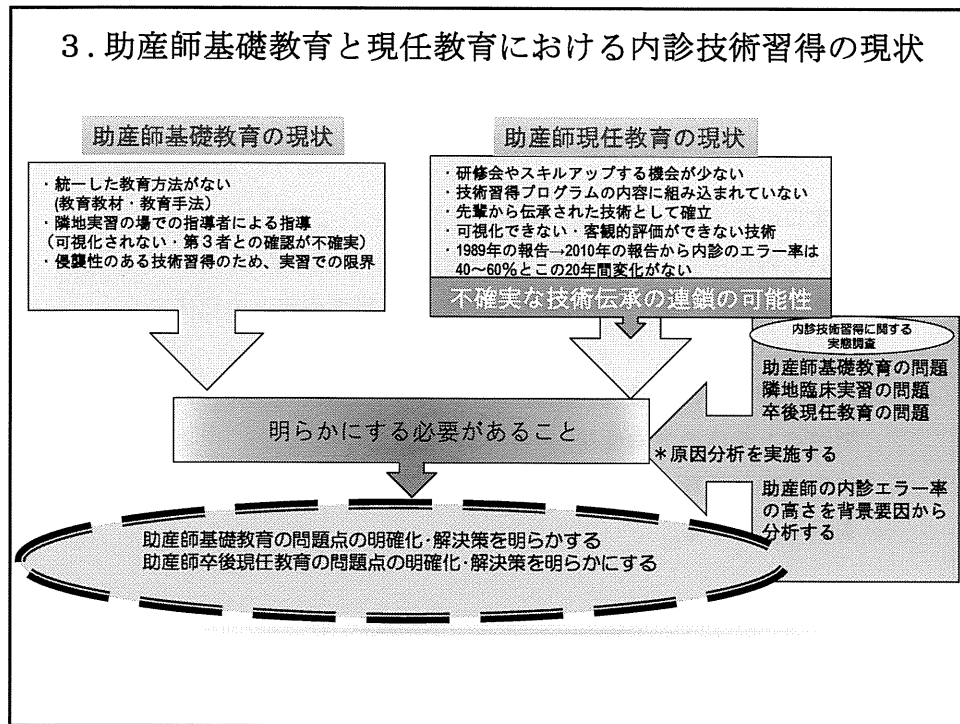 3.助産師基礎教育と現任教育における内診技術習得の現状
助産師基礎教育の現状
・統一した教育方法がない
(教育教材・教育手法)
・隣地実習の場での指導者による指導
(可視化されない・第3者との確認が不確実)
・侵襲性のある技術習得のため、実習での限界
助産師現任教育の現状
・研修会やスキルアップする機会が少ない
・技術習得プログラムの内容に組み込まれていない
・先輩から伝承された技術として確立
・可視化できない・客観的評価ができない技術
・1989年の報告→2010年の報告から内診のエラー率は
40~60%とこの20年間変化がない
不確実な技術伝承の連鎖の可能性
内診技術習得に関する
実態調査
助産師基礎教育の問題
隣地臨床実習の問題
卒後現任教育の問題
明らかにする必要があること
*原因分析を実施する
助産師の内診エラー率
の高さを背景要因から
分析する
助産師基礎教育の問題点の明確化・解決策を明らかする
助産師卒後現任教育の問題点の明確化・解決策を明らかにする